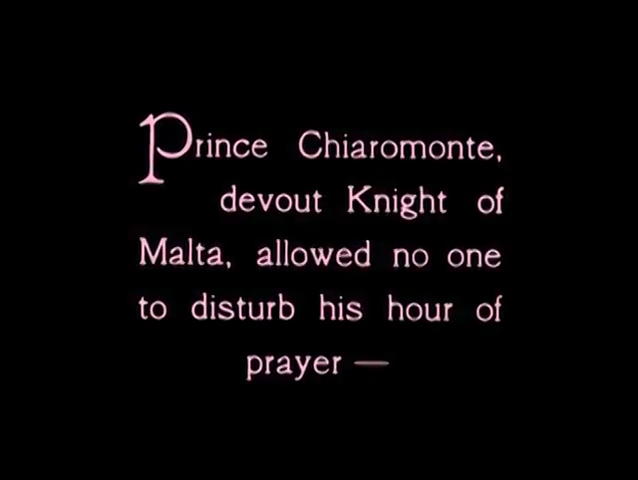 Prince Chiaromonte,
devout Knight of
Malta, allowed no one
to disturb his hour of
prayer —